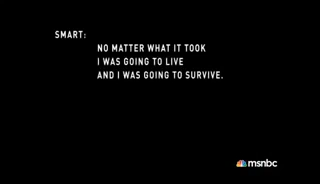 SMART:
NO MATTER WHAT IT TOOK
I WAS GOING TO LIVE
AND I WAS GOING TO SURVIVE.
msnbc